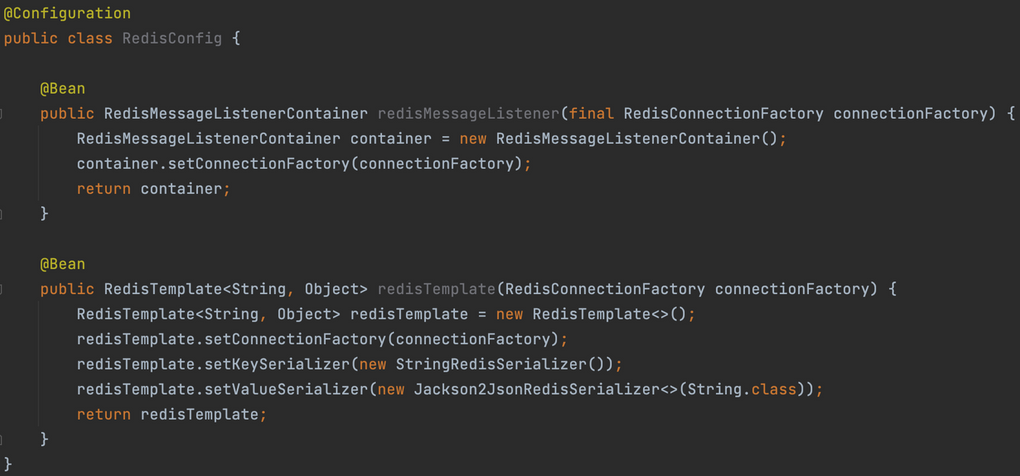 @Configuration
public class RedisConfig {
@Bean
public RedisMessageListenerContainer redisMessageListener(final RedisConnectionFactory connectionFactory) {
RedisMessageListenerContainer container = new RedisMessageListenerContainer();
container.setConnectionFactory(connectionFactory);
return container;
}
@Bean
public RedisTemplate<String, Object> redisTemplate(RedisConnectionFactory connectionFactory) {
RedisTemplate<String, Object> redisTemplate = new RedisTemplate<>();
redisTemplate.setConnectionFactory(connectionFactory);
redisTemplate.setKeySerializer(new StringRedisSerializer());
redisTemplate.setValueSerializer(new Jackson2JsonRedisSerializer<>(String.class));
return redisTemplate;
}
}